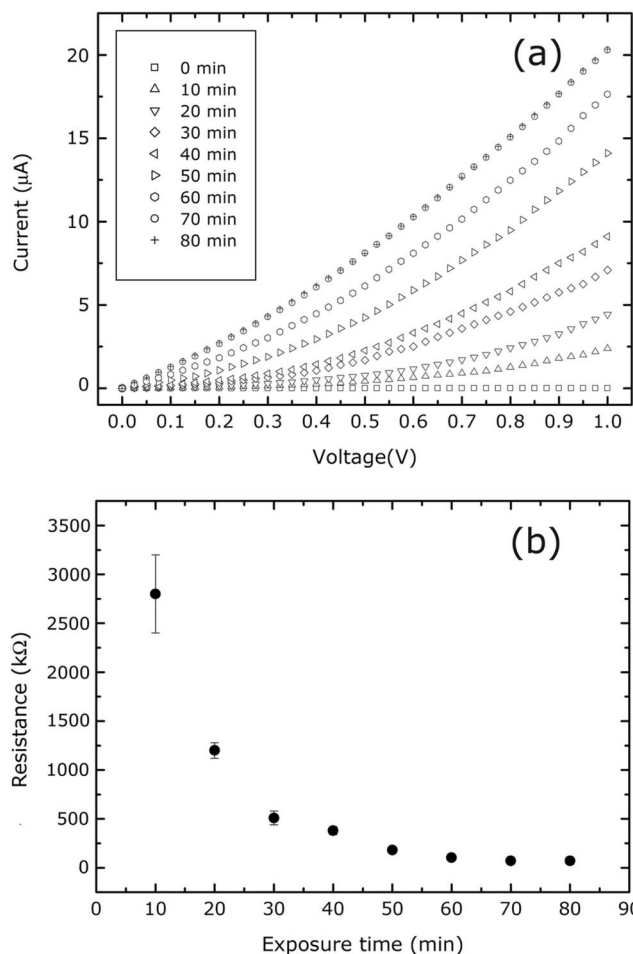 (a)
0 min
10 min
20 min
30 min
40 min
50 min
60 min
70 min
80 min
20
15
10
5
0
Current (μA)
0.0 0.1 0.2 0.3 0.4 0.5 0.6 0.7 0.8 0.9 1.0
Voltage(V)
(b)
3500
3000
2500
1500
1000
500
0
Resistance (kΩ)
0 10 20 30 40 50 60 70 80 90
Exposure time (min)